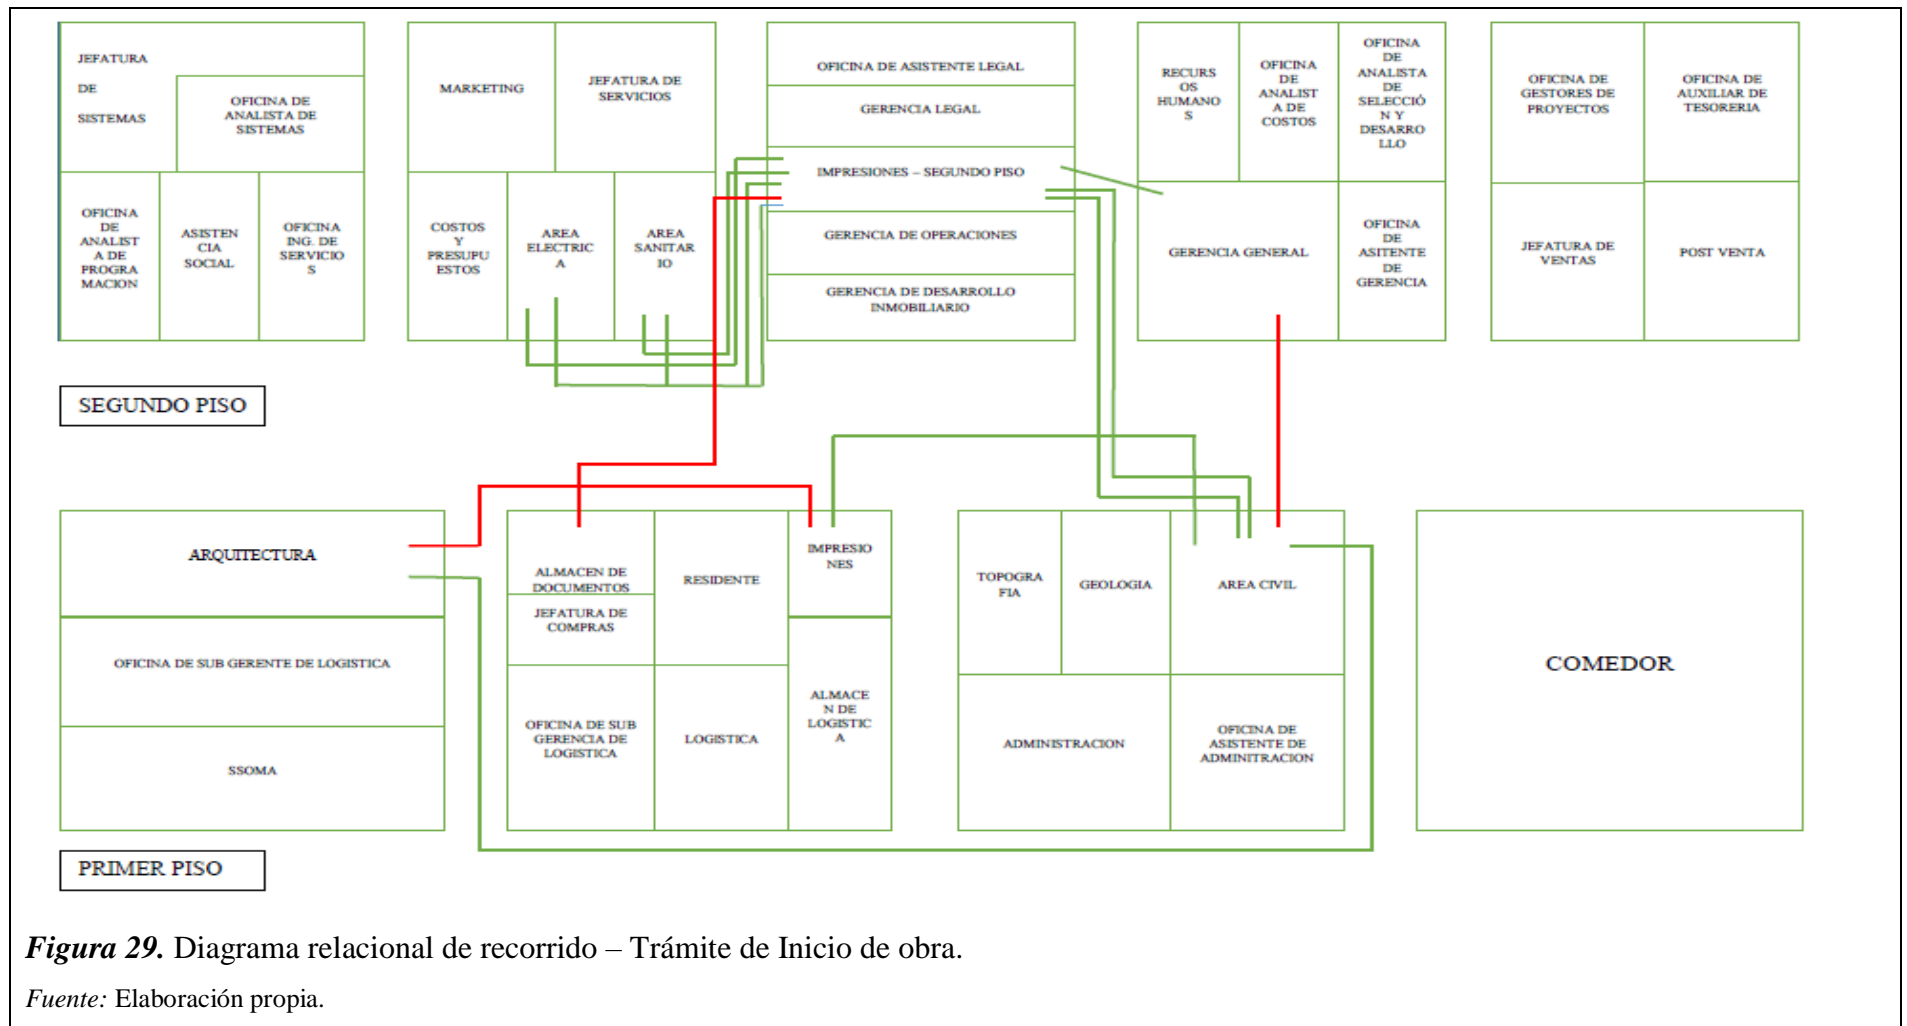 JEFATURA
DE
SISTEMAS
OFICINA DE
ANALISTA DE
SISTEMAS
OFICINA
DE
ANALIST
A DE
PROGRA
MACION
ASISTEN
CIA
SOCIAL
OFICINA
ING. DE
SERVICIO
S
MARKETING
JEFATURA DE
SERVICIOS
COSTOS
Y
PRESUPU
ESTOS
AREA
ELECTRIC
A
AREA
SANITAR
IO
OFICINA DE ASISTENTE LEGAL
GERENCIA LEGAL
IMPRESIONES – SEGUNDO PISO
GERENCIA DE OPERACIONES
GERENCIA DE DESARROLLO
INMOBILIARIO
RECURS
OS
HUMANO
S
OFICINA
DE
ANALIST
A DE
COSTOS
OFICINA
DE
ANALISTA
DE
SELECCIÓ
N Y
DESARRO
LLO
GERENCIA GENERAL
OFICINA
DE
ASITENTE
DE
GERENCIA
OFICINA DE
GESTORES DE
PROYECTOS
OFICINA DE
AUXILIAR DE
TESORERIA
JEFATURA DE
VENTAS
POST VENTA
SEGUNDO PISO
ARQUITECTURA
OFICINA DE SUB GERENTE DE LOGISTICA
SSOMA
ALMACEN DE
DOCUMENTOS
JEFATURA DE
COMPRAS
RESIDENTE
IMPRESIO
NES
OFICINA DE SUB
GERENCIA DE
LOGISTICA
LOGISTICA
ALMACE
N DE
LOGISTIC
A
TOPOGRA
FIA
GEOLOGIA
AREA CIVIL
ADMINISTRACION
OFICINA DE
ASISTENTE DE
ADMINITRACION
COMEDOR
PRIMER PISO
Figura 29. Diagrama relacional de recorrido – Trámite de Inicio de obra.
Fuente: Elaboración propia.